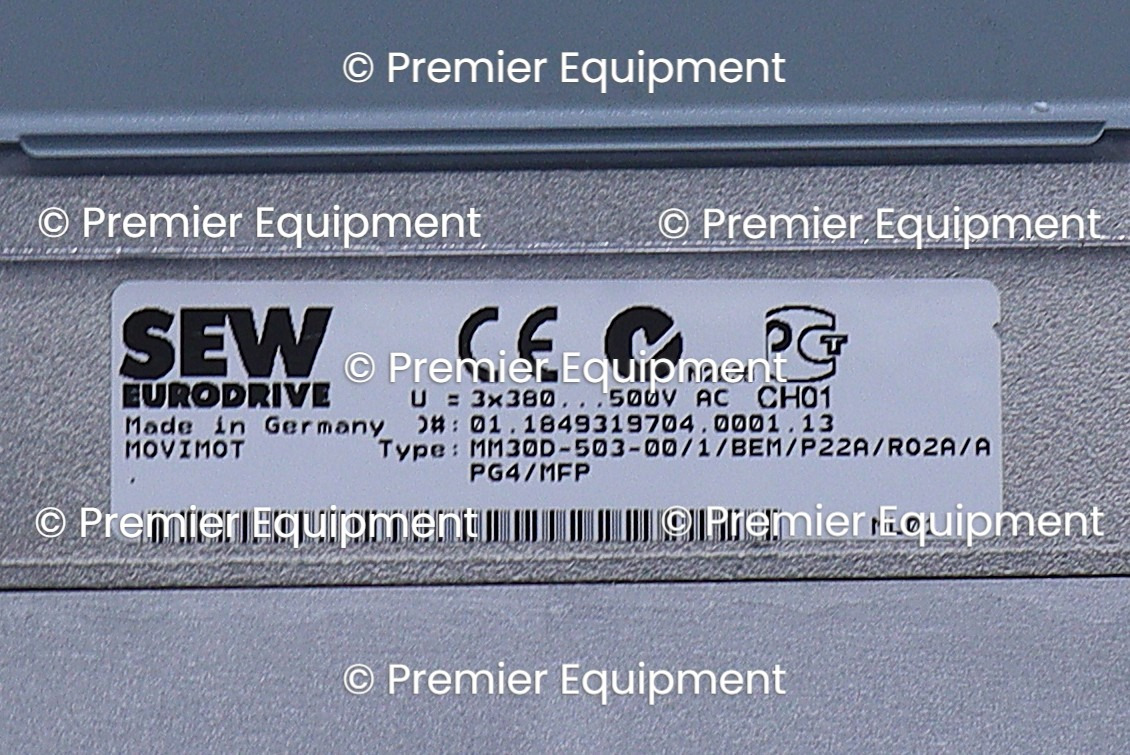 © Premier Equipment
© Premier Equipment © Premier Equipment
SEW CE PCT
© Premier Equipment
EURODRIVE U = 3x380...500V AC CH01
Made in Germany )#: 01.1849319704.0001.13
MOVIMOT Type: MM30D-503-00/1/BEM/P22A/R02A/A
PG4/MFP
© Premier Equipment © Premier Equipment
© Premier Equipment